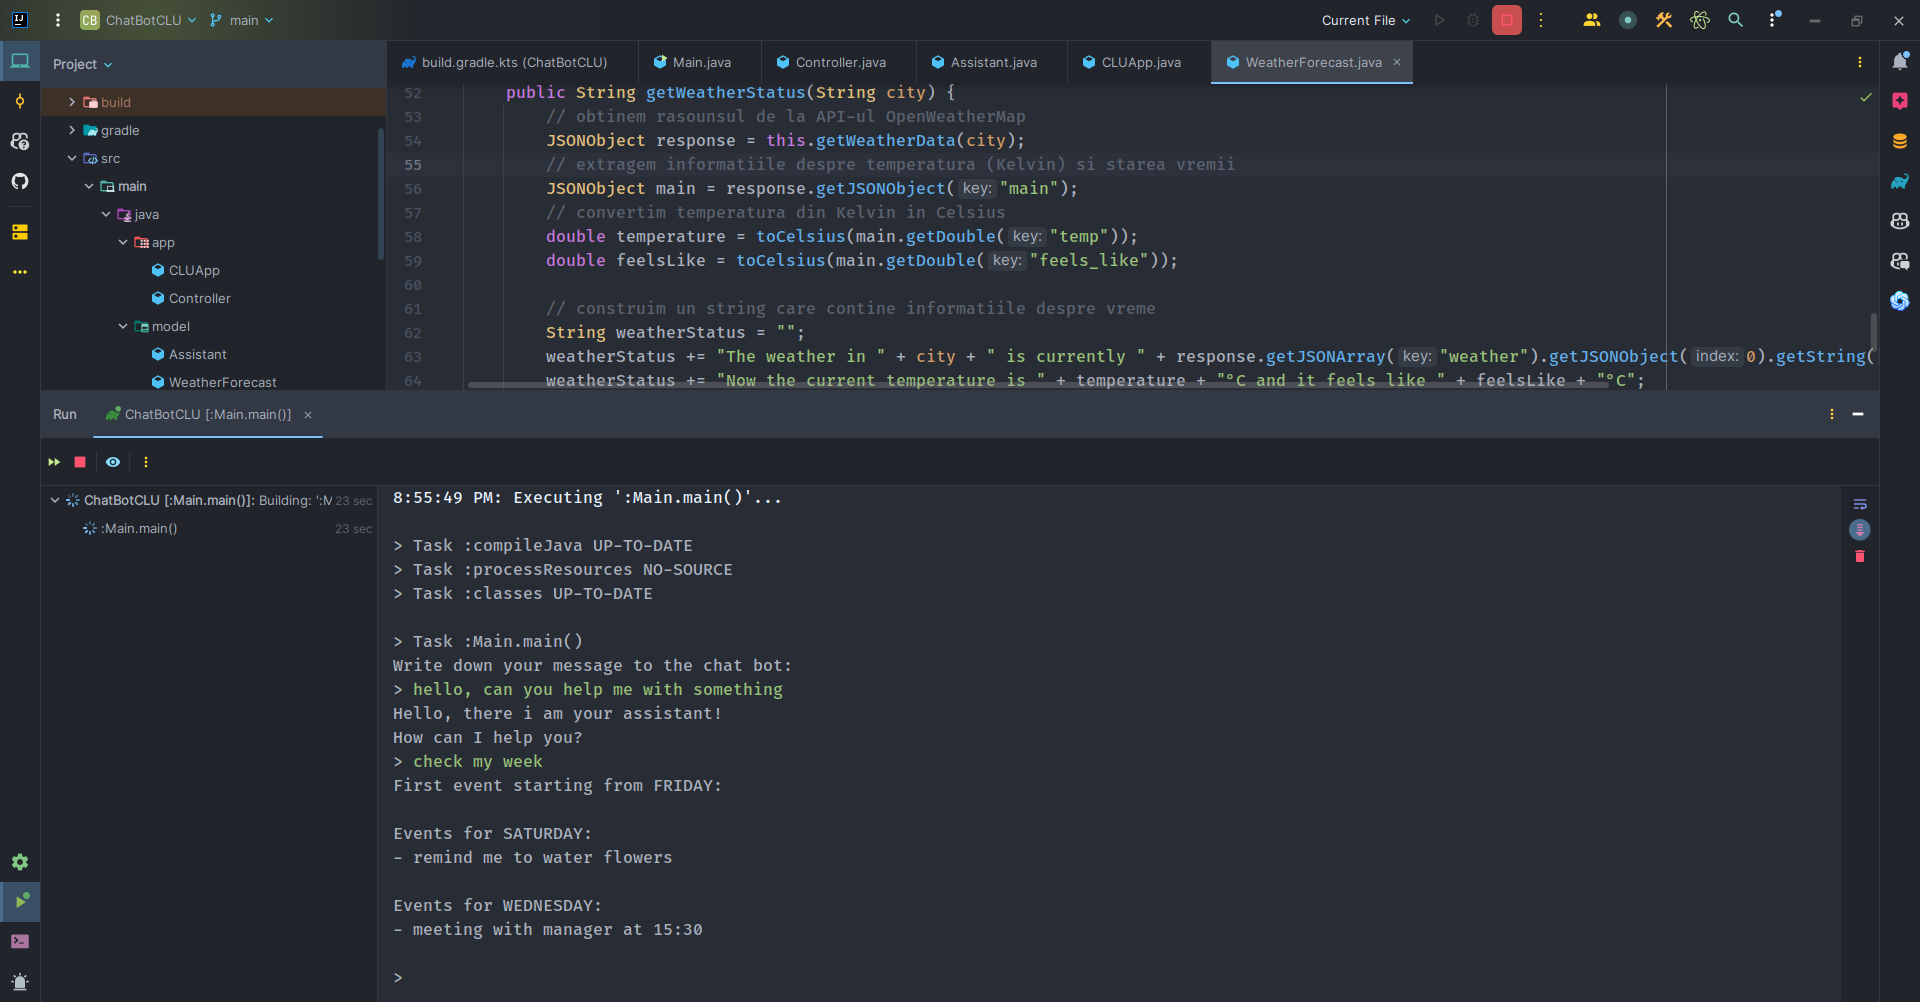 IJ
CB ChatBotCLU main Current File
Project
build.gradle.kts (ChatBotCLU) Main.java Controller.java Assistant.java CLUApp.java WeatherForecast.java
build
gradle
src
main
java
app
CLUApp
Controller
model
Assistant
WeatherForecast
52 public String getWeatherStatus(String city) {
53 // obtinem rasounsul de la API-ul OpenWeatherMap
54 JSONObject response = this.getWeatherData(city);
55 // extragem informatiile despre temperatura (Kelvin) si starea vremii
56 JSONObject main = response.getJSONObject( key: "main");
57 // convertim temperatura din Kelvin in Celsius
58 double temperature = toCelsius(main.getDouble( key: "temp"));
59 double feelsLike = toCelsius(main.getDouble( key: "feels_like"));
60
61 // construim un string care contine informatiile despre vreme
62 String weatherStatus = "";
63 weatherStatus += "The weather in " + city + " is currently " + response.getJSONArray( key: "weather").getJSONObject( index: 0).getString(
64 weatherStatus += "Now the current temperature is " + temperature + "°C and it feels like " + feelsLike + "°C";
Run ChatBotCLU [:Main.main()]
ChatBotCLU [:Main.main()]: Building: ':M 23 sec
:Main.main() 23 sec
8:55:49 PM: Executing ':Main.main()'...
> Task :compileJava UP-TO-DATE
> Task :processResources NO-SOURCE
> Task :classes UP-TO-DATE
> Task :Main.main()
Write down your message to the chat bot:
> hello, can you help me with something
Hello, there i am your assistant!
How can I help you?
> check my week
First event starting from FRIDAY:
Events for SATURDAY:
- remind me to water flowers
Events for WEDNESDAY:
- meeting with manager at 15:30
>